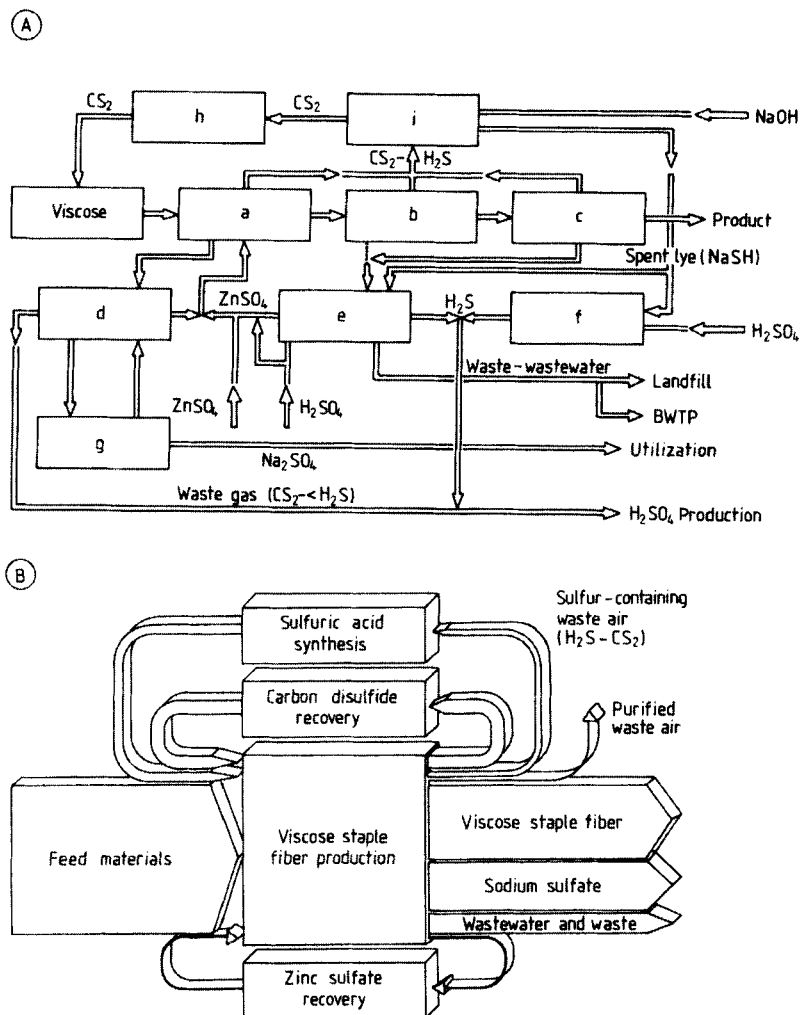 A
CS₂
h
CS₂
i
NaOH
CS₂-
H₂S
Viscose
a
b
c
Product
Spent lye (NaSH)
d
ZnSO₄
e
H₂S
f
H₂SO₄
Waste-wastewater
Landfill
ZnSO₄
H₂SO₄
BWTP
g
Na₂SO₄
Utilization
Waste gas (CS₂-<H₂S)
H₂SO₄ Production
B
Sulfuric acid
synthesis
Sulfur-containing
waste air
(H₂S-CS₂)
Carbon disulfide
recovery
Purified
waste air
Feed materials
Viscose staple
fiber production
Viscose staple fiber
Sodium sulfate
Wastewater and waste
Zinc sulfate
recovery